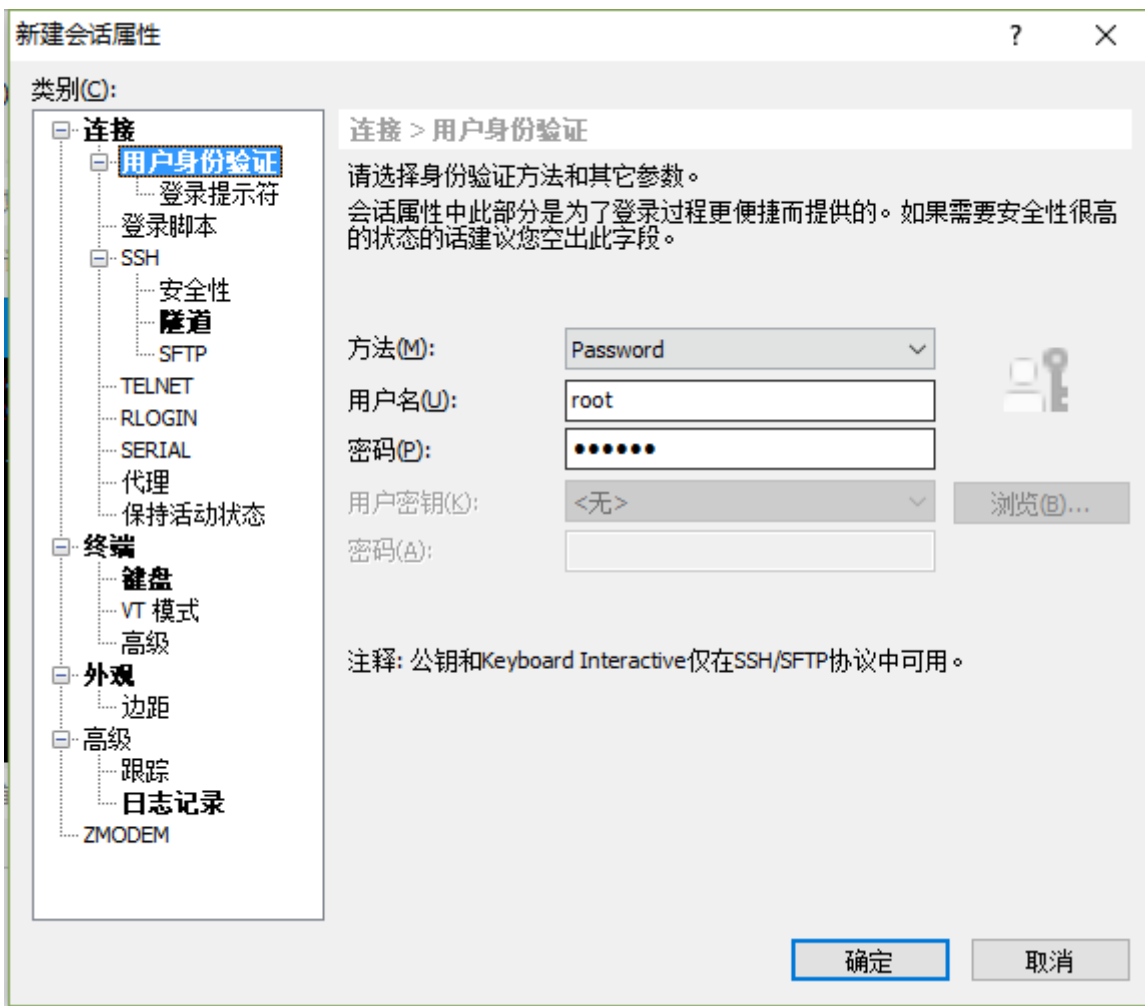 新建会话属性
?
类别(C):
连接
用户身份验证
登录提示符
登录脚本
SSH
安全性
隧道
SFTP
TELNET
RLOGIN
SERIAL
代理
保持活动状态
终端
键盘
VT 模式
高级
外观
边距
高级
跟踪
日志记录
ZMODEM
连接 > 用户身份验证
请选择身份验证方法和其它参数。
会话属性中此部分是为了登录过程更便捷而提供的。如果需要安全性很高
的状态的话建议您空出此字段。
方法(M):
Password
用户名(U):
root
密码(P):
••••••
用户密钥(K):
<无>
浏览(B)...
密码(A):
注释: 公钥和Keyboard Interactive仅在SSH/SFTP协议中可用。
确定
取消